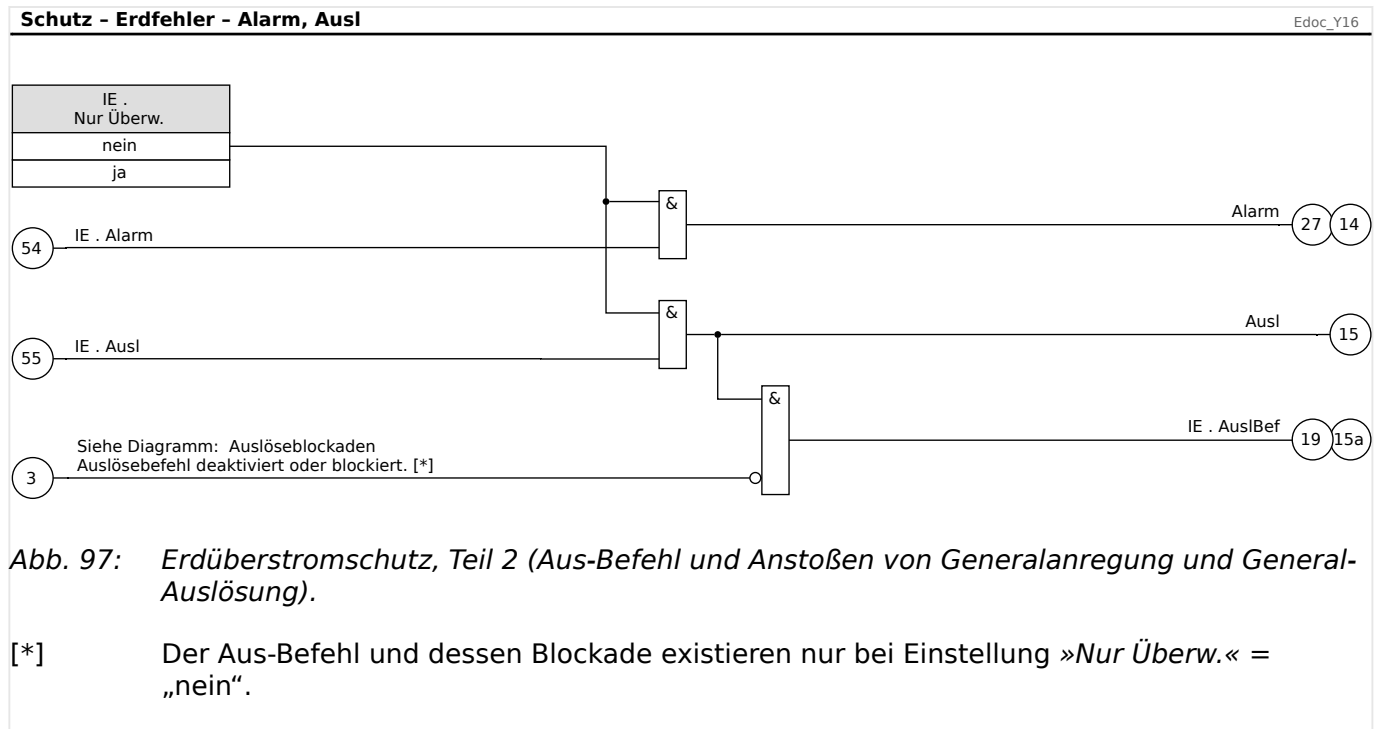 Schutz – Erdfehler – Alarm, Ausl
Edoc_Y16
IE .
Nur Überw.
nein
ja
&
Alarm
27
14
54
IE . Alarm
&
Ausl
15
55
IE . Ausl
&
IE . AuslBef
19
15a
Siehe Diagramm: Auslöseblockaden
Auslösebefehl deaktiviert oder blockiert. [*]
3
Abb. 97: Erdüberstromschutz, Teil 2 (Aus-Befehl und Anstoßen von Generalanregung und General-
Auslösung).
[*] Der Aus-Befehl und dessen Blockade existieren nur bei Einstellung »Nur Überw.« =
„nein“.